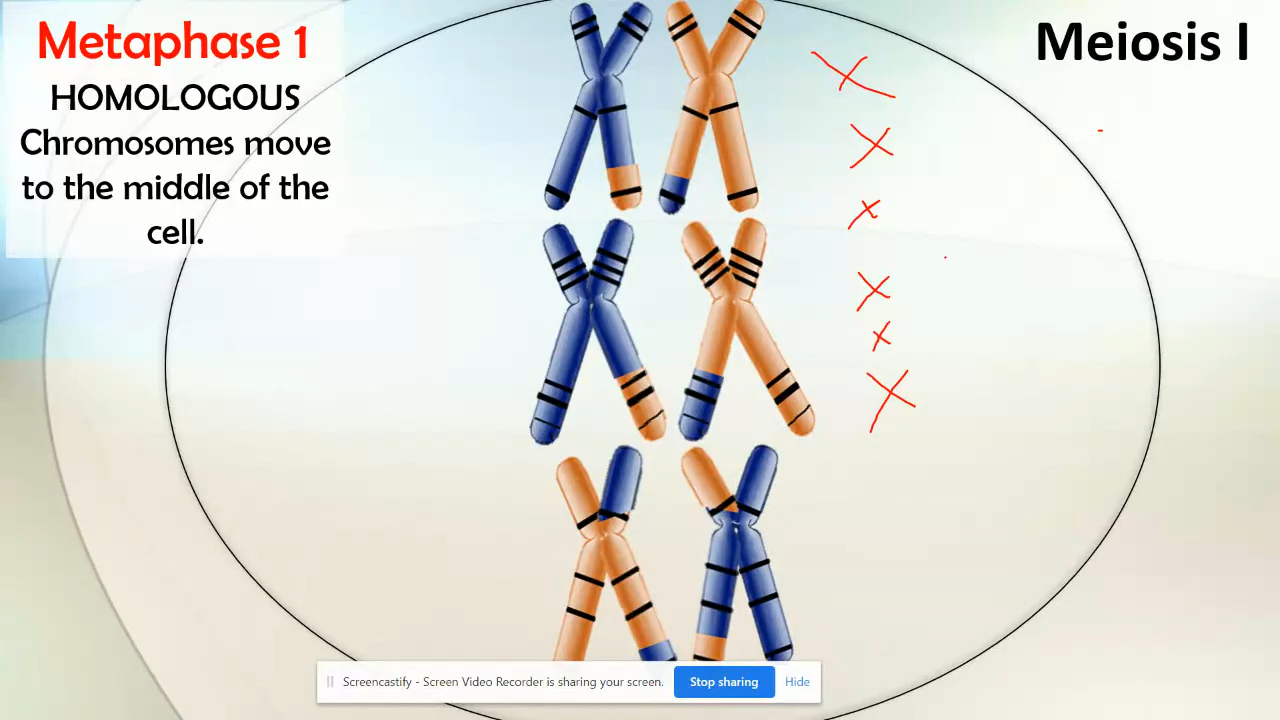 Metaphase 1
HOMOLOGOUS
Chromosomes move
to the middle of the
cell.
Meiosis I
Screencastify - Screen Video Recorder is sharing your screen.
Stop sharing
Hide